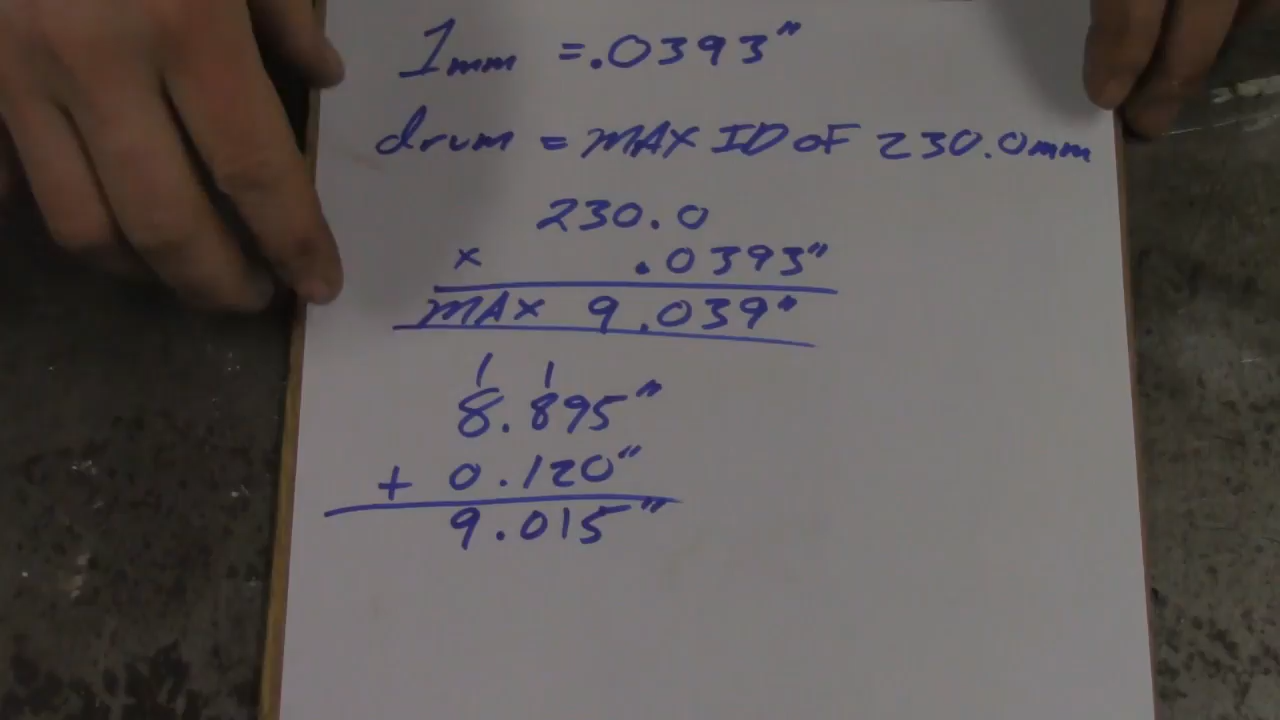 1mm = .0393"
drum = MAX ID OF 230.0mm
230.0
x .0393"
MAX 9.039"
1 1
8.895"
+ 0.120"
9.015"